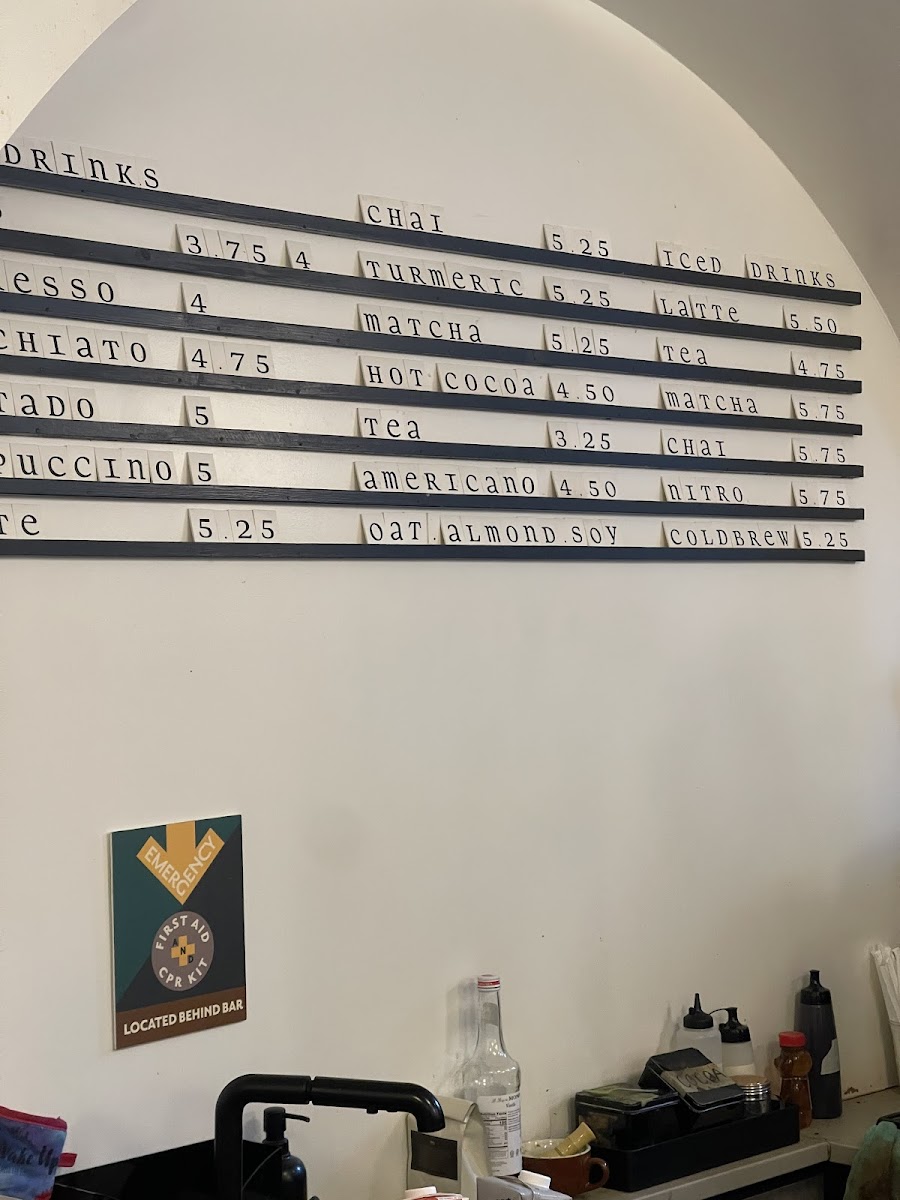 DRINKS
3.75 4
ESSO 4
CHIATO 4.75
TADO 5
PUCCINO 5
TE 5.25
CHAI 5.25
TURMERIC 5.25
MATCHA 5.25
HOT COCOA 4.50
TEA 3.25
AMERICANO 4.50
OAT.ALMOND.SOY
ICED DRINKS
LATTE 5.50
TEA 4.75
MATCHA 5.75
CHAI 5.75
NITRO 5.75
COLDBREW 5.25
EMERGENCY
FIRST AID
AND
CPR KIT
LOCATED BEHIND BAR
COCOA